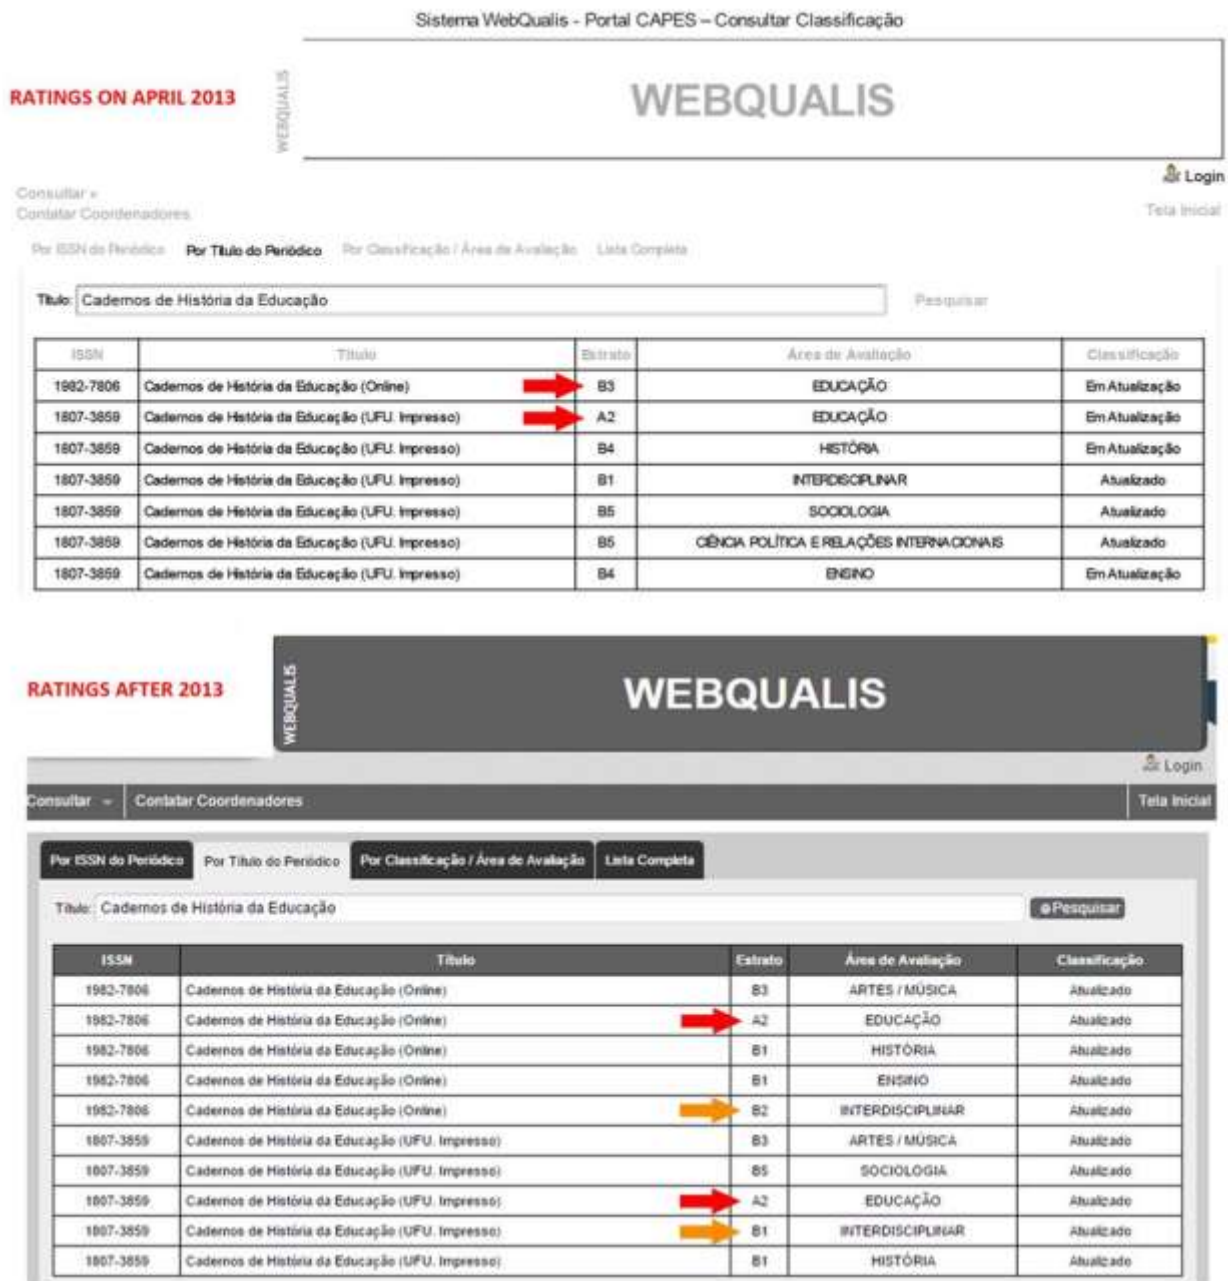 Sistema WebQualis - Portal CAPES – Consultar Classificação
RATINGS ON APRIL 2013
WEBQUALIS
WEBQUALIS
Login
Consultar »
Contatar Coordenadores
Tela Inicial
Por ISSN do Periódico Por Título do Periódico Por Classificação / Área de Avaliação Lista Completa
Título: Cadernos de História da Educação Pesquisar
ISSN Título Estrato Área de Avaliação Classificação
1982-7806 Cadernos de História da Educação (Online) B3 EDUCAÇÃO Em Atualização
1807-3859 Cadernos de História da Educação (UFU. Impresso) A2 EDUCAÇÃO Em Atualização
1807-3859 Cadernos de História da Educação (UFU. Impresso) B4 HISTÓRIA Em Atualização
1807-3859 Cadernos de História da Educação (UFU. Impresso) B1 INTERDISCIPLINAR Atualizado
1807-3859 Cadernos de História da Educação (UFU. Impresso) B5 SOCIOLOGIA Atualizado
1807-3859 Cadernos de História da Educação (UFU. Impresso) B5 CIÊNCIA POLÍTICA E RELAÇÕES INTERNACIONAIS Atualizado
1807-3859 Cadernos de História da Educação (UFU. Impresso) B4 ENSINO Em Atualização
RATINGS AFTER 2013
WEBQUALIS
WEBQUALIS
Login
Consultar Contatar Coordenadores Tela Inicial
Por ISSN do Periódico Por Título do Periódico Por Classificação / Área de Avaliação Lista Completa
Título: Cadernos de História da Educação Pesquisar
ISSN Título Estrato Área de Avaliação Classificação
1982-7806 Cadernos de História da Educação (Online) B3 ARTES / MÚSICA Atualizado
1982-7806 Cadernos de História da Educação (Online) A2 EDUCAÇÃO Atualizado
1982-7806 Cadernos de História da Educação (Online) B1 HISTÓRIA Atualizado
1982-7806 Cadernos de História da Educação (Online) B1 ENSINO Atualizado
1982-7806 Cadernos de História da Educação (Online) B2 INTERDISCIPLINAR Atualizado
1807-3859 Cadernos de História da Educação (UFU. Impresso) B3 ARTES / MÚSICA Atualizado
1807-3859 Cadernos de História da Educação (UFU. Impresso) B5 SOCIOLOGIA Atualizado
1807-3859 Cadernos de História da Educação (UFU. Impresso) A2 EDUCAÇÃO Atualizado
1807-3859 Cadernos de História da Educação (UFU. Impresso) B1 INTERDISCIPLINAR Atualizado
1807-3859 Cadernos de História da Educação (UFU. Impresso) B1 HISTÓRIA Atualizado